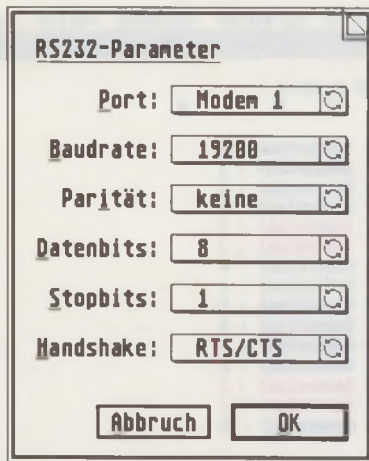 RS232-Parameter
Port: Modem 1
Baudrate: 19200
Parität: keine
Datenbits: 8
Stopbits: 1
Handshake: RTS/CTS
Abbruch OK